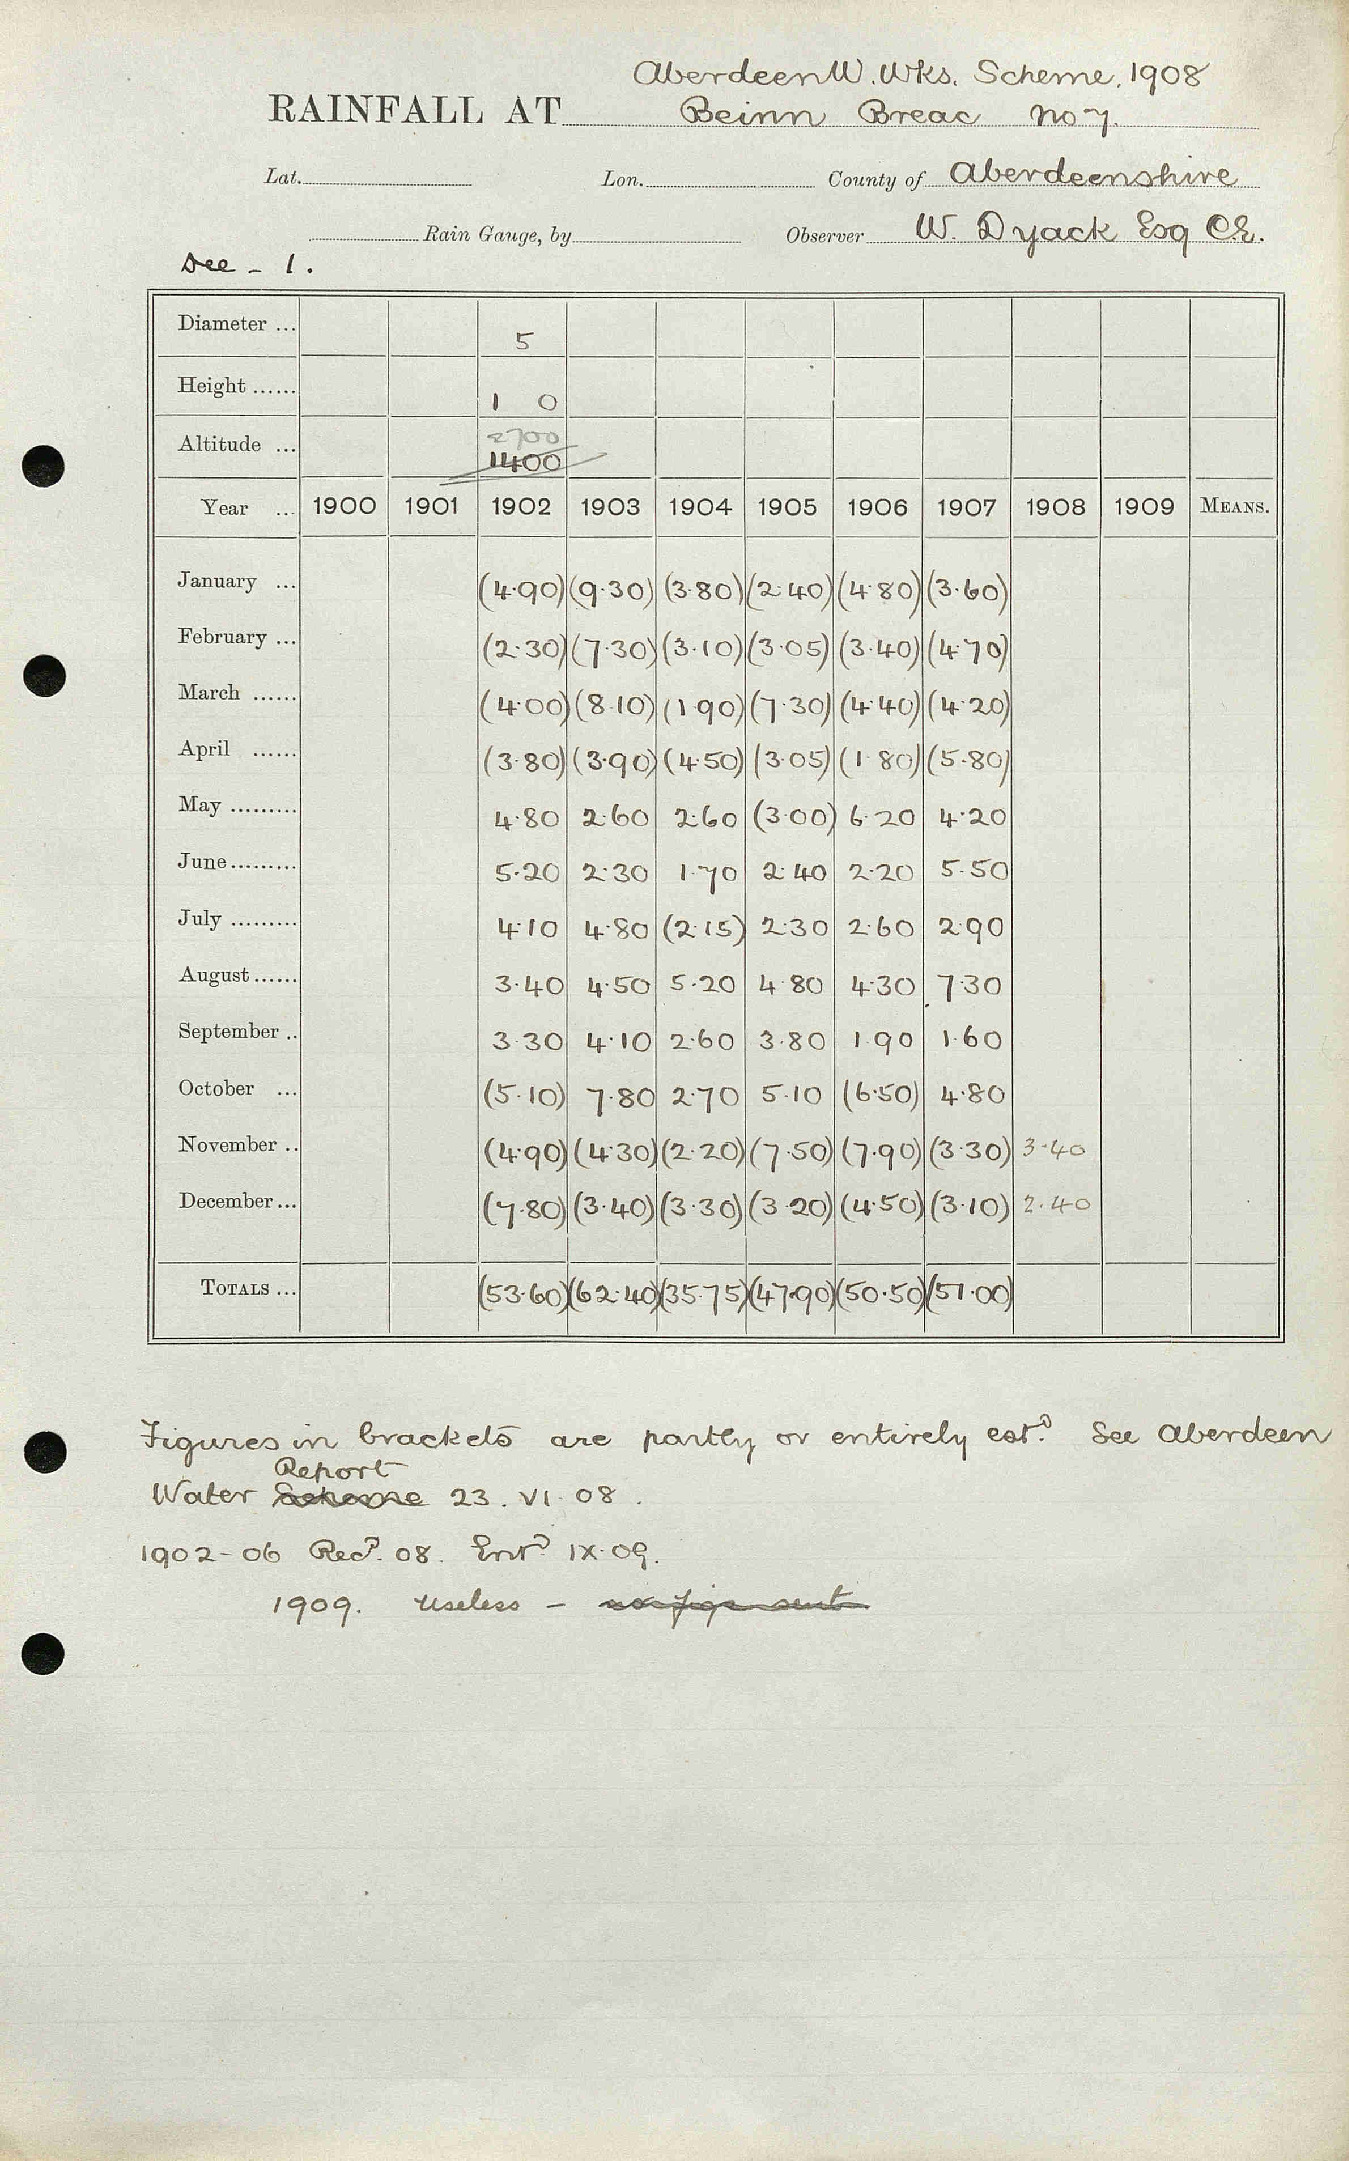 Aberdeen W. Wks. Scheme. 1908
RAINFALL AT Beinn Breac No 7.
Lat. Lon. County of Aberdeenshire
Rain Gauge, by Observer W. Dyack Esq C.E.
Dee - 1.
Diameter ... 5
Height ...... 1 0
2700
Altitude ... 1400
Year ... 1900 1901 1902 1903 1904 1905 1906 1907 1908 1909 MEANS.
January ... (4.90) (9.30) (3.80) (2.40) (4.80) (3.60)
February ... (2.30) (7.30) (3.10) (3.05) (3.40) (4.70)
March ...... (4.00) (8.10) (1.90) (7.30) (4.40) (4.20)
April ...... (3.80) (3.90) (4.50) (3.05) (1.80) (5.80)
May ......... 4.80 2.60 2.60 (3.00) 6.20 4.20
June ......... 5.20 2.30 1.70 2.40 2.20 5.50
July ......... 4.10 4.80 (2.15) 2.30 2.60 2.90
August ...... 3.40 4.50 5.20 4.80 4.30 7.30
September .. 3.30 4.10 2.60 3.80 1.90 1.60
October ... (5.10) 7.80 2.70 5.10 (6.50) 4.80
November .. (4.90) (4.30) (2.20) (7.50) (7.90) (3.30) 3.40
December ... (7.80) (3.40) (3.30) (3.20) (4.50) (3.10) 2.40
TOTALS ... (53.60) (62.40) (35.75) (47.90) (50.50) (51.00)
Figures in brackets are partly or entirely estd. See Aberdeen
Report
Water Scheme 23. VI. 08.
1902-06 Recd. 08. Entd. IX.09.
1909. useless - no figs sent